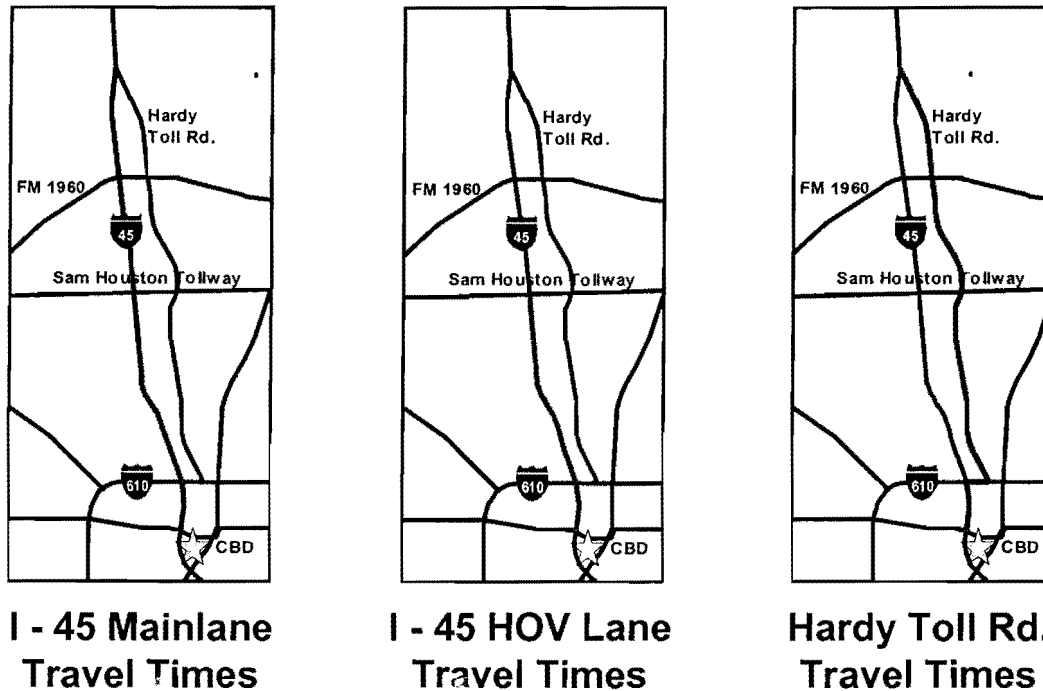 Hardy
Toll Rd.
FM 1960
45
Sam Houston Tollway
610
CBD
I - 45 Mainlane
Travel Times
Hardy
Toll Rd.
FM 1960
45
Sam Houston Tollway
610
CBD
I - 45 HOV Lane
Travel Times
Hardy
Toll Rd.
FM 1960
45
Sam Houston Tollway
610
CBD
Hardy Toll Rd.
Travel Times